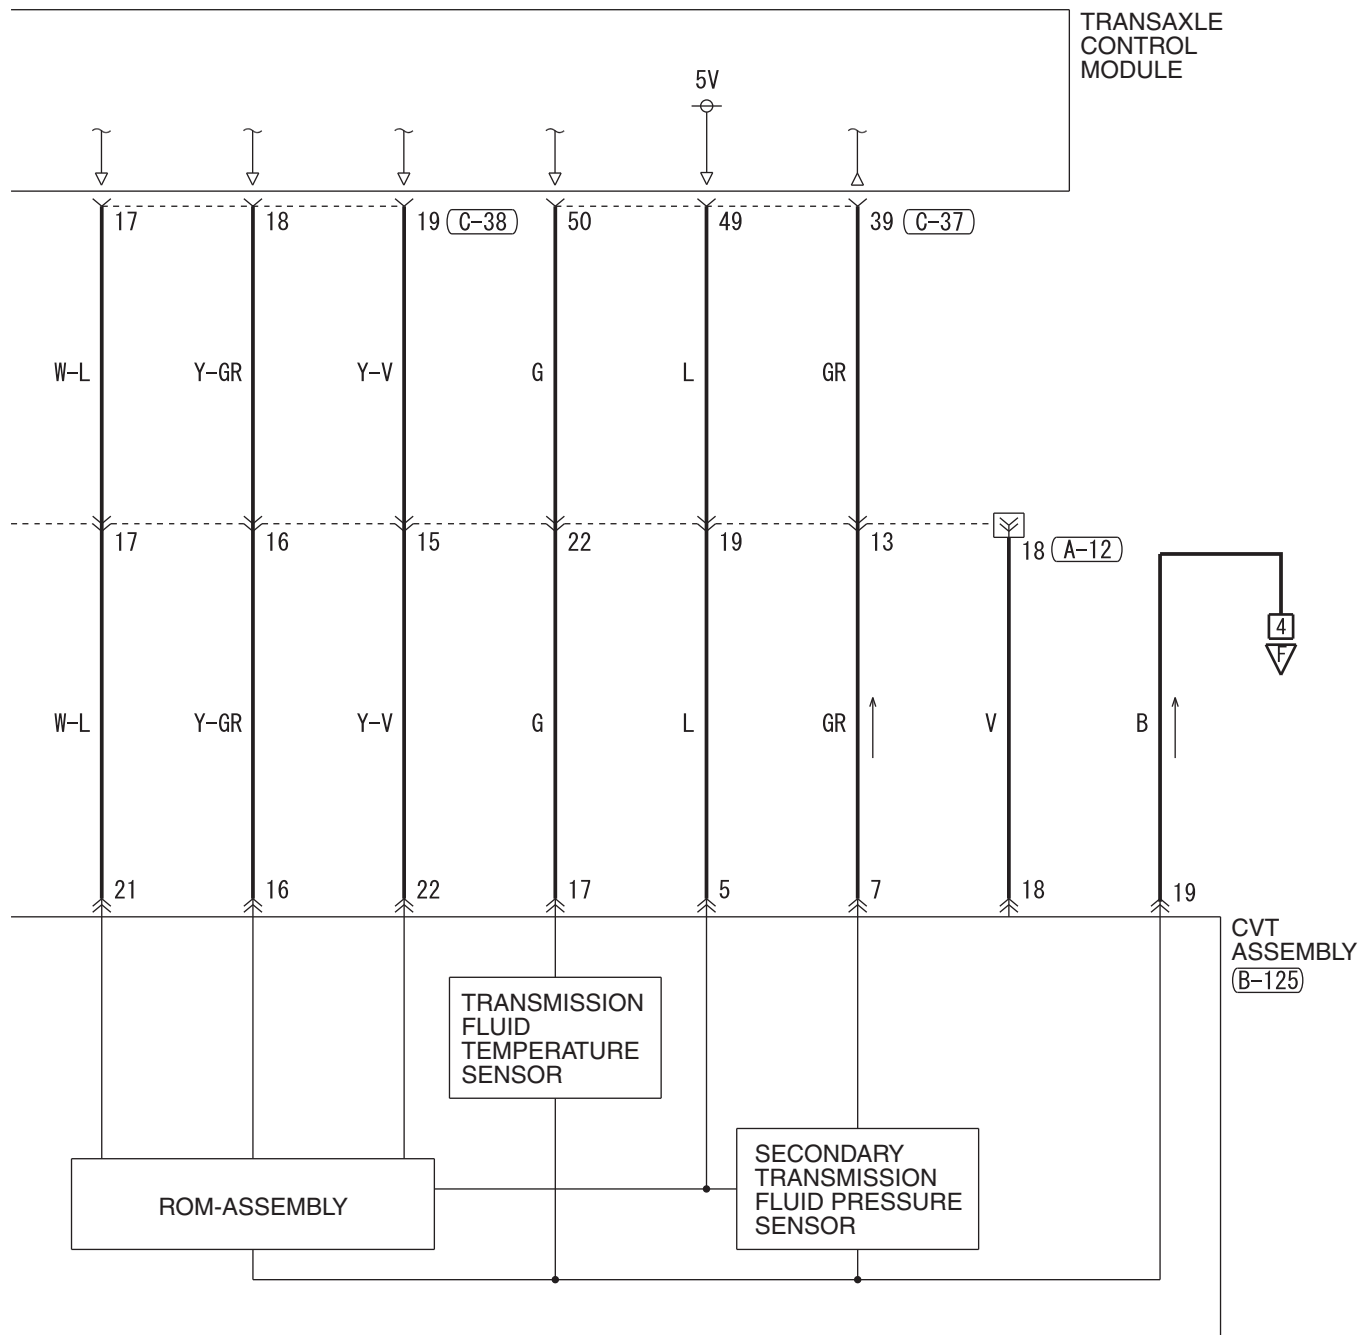 TRANSAXLE
CONTROL
MODULE
5V
17 18 19 C-38 50 49 39 C-37
W-L Y-GR Y-V G L GR
17 16 15 22 19 13 18 A-12
4
F
W-L Y-GR Y-V G L GR V B
21 16 22 17 5 7 18 19
CVT
ASSEMBLY
B-125
TRANSMISSION
FLUID
TEMPERATURE
SENSOR
SECONDARY
TRANSMISSION
FLUID PRESSURE
SENSOR
ROM-ASSEMBLY